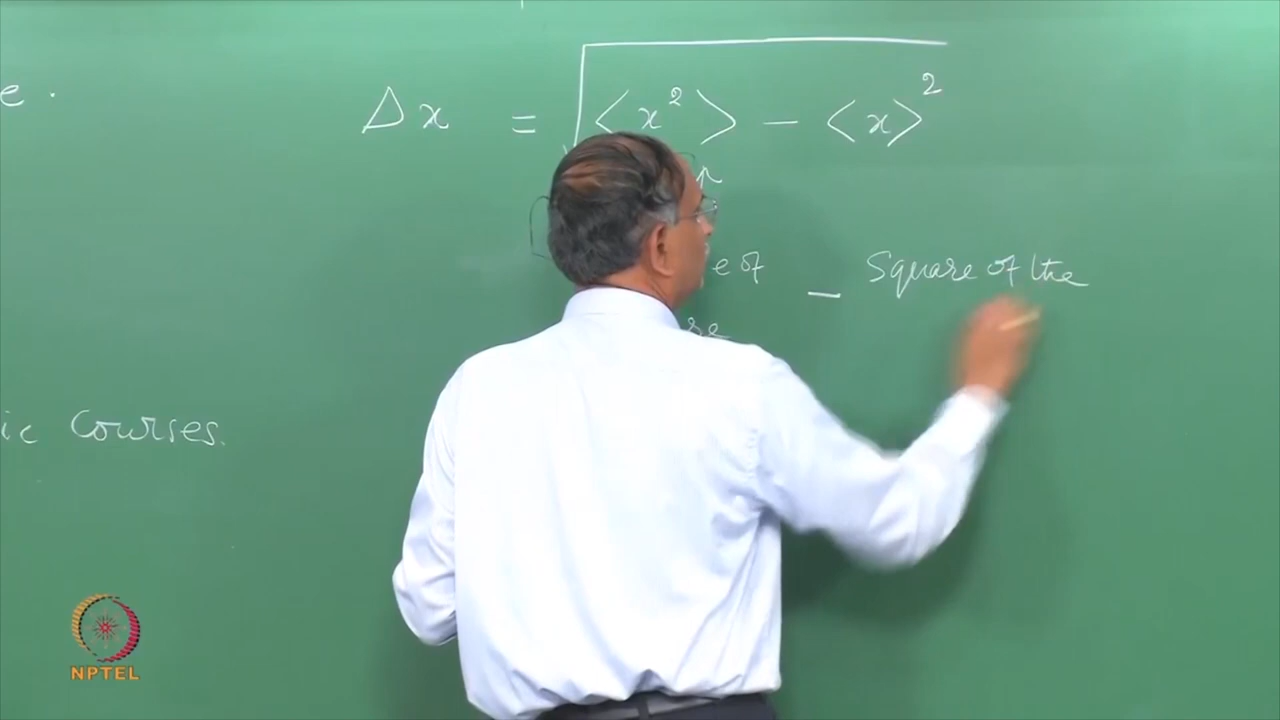 e.
Δx = √⟨x²⟩ - ⟨x⟩²
e of - Square of the
ic Courses.
NPTEL